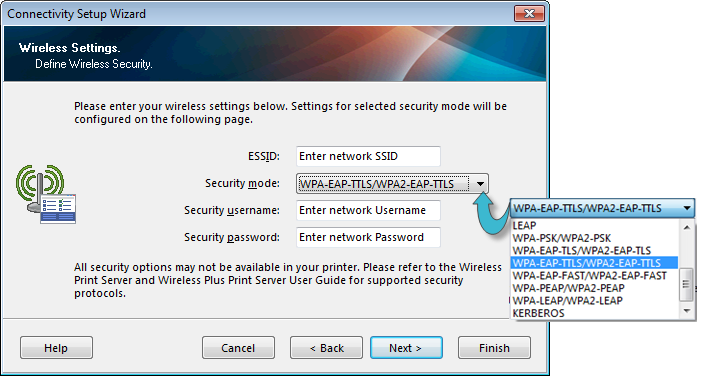 Connectivity Setup Wizard
Wireless Settings.
Define Wireless Security.
Please enter your wireless settings below. Settings for selected security mode will be
configured on the following page.
ESSID: Enter network SSID
Security mode: WPA-EAP-TTLS/WPA2-EAP-TTLS
Security username: Enter network Username
Security password: Enter network Password
All security options may not be available in your printer. Please refer to the Wireless
Print Server and Wireless Plus Print Server User Guide for supported security
protocols.
Help Cancel < Back Next > Finish
WPA-EAP-TTLS/WPA2-EAP-TTLS
LEAP
WPA-PSK/WPA2-PSK
WPA-EAP-TLS/WPA2-EAP-TLS
WPA-EAP-TTLS/WPA2-EAP-TTLS
WPA-EAP-FAST/WPA2-EAP-FAST
WPA-PEAP/WPA2-PEAP
WPA-LEAP/WPA2-LEAP
KERBEROS